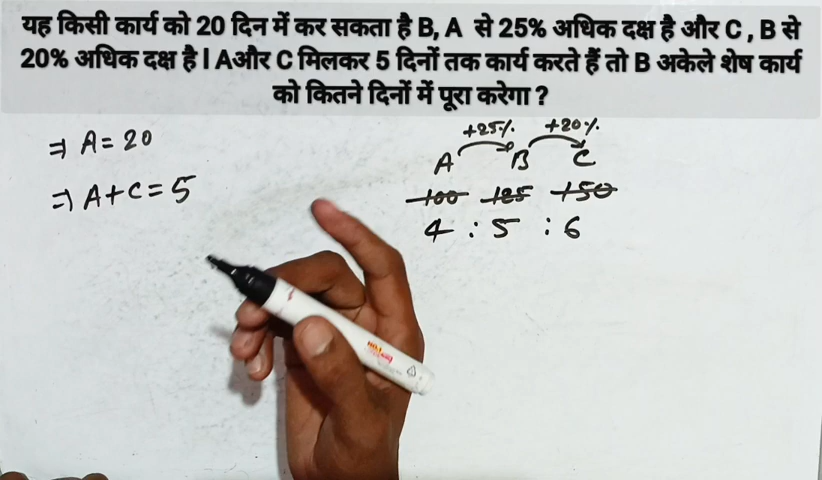 यह किसी कार्य को 20 दिन में कर सकता है B, A से 25% अधिक दक्ष है और C , B से
20% अधिक दक्ष है l Aऔर C मिलकर 5 दिनों तक कार्य करते हैं तो B अकेले शेष कार्य
को कितने दिनों में पूरा करेगा ?
⇒ A = 20
⇒ A+C = 5
+25% +20%
A B C
100 125 150
4 : 5 : 6